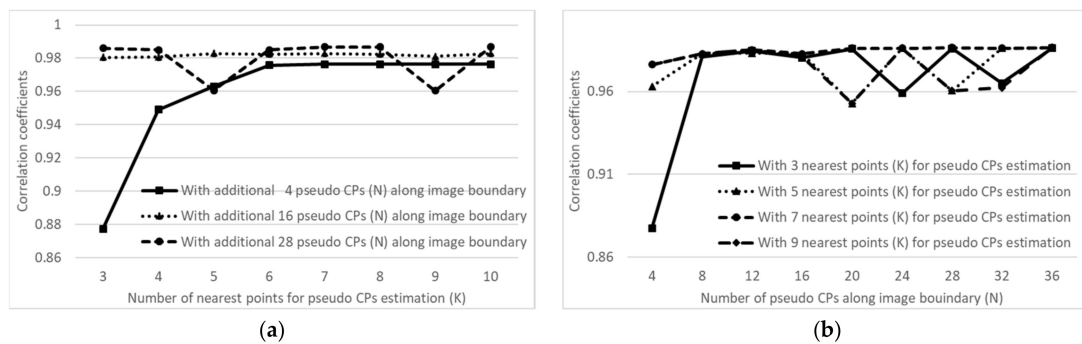 1
0.98
0.96
0.94
0.92
0.9
0.88
0.86
Correlation coefficients
With additional 4 pseudo CPs (N) along image boundary
With additional 16 pseudo CPs (N) along image boundary
With additional 28 pseudo CPs (N) along image boundary
3 4 5 6 7 8 9 10
Number of nearest points for pseudo CPs estimation (K)
(a)
0.96
0.91
0.86
Correlation coefficients
With 3 nearest points (K) for pseudo CPs estimation
With 5 nearest points (K) for pseudo CPs estimation
With 7 nearest points (K) for pseudo CPs estimation
With 9 nearest points (K) for pseudo CPs estimation
4 8 12 16 20 24 28 32 36
Number of pseudo CPs along image bouindary (N)
(b)